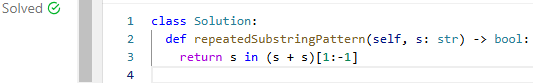 Solved
1 class Solution:
2   def repeatedSubstringPattern(self, s: str) -> bool:
3     return s in (s + s)[1:-1]
4